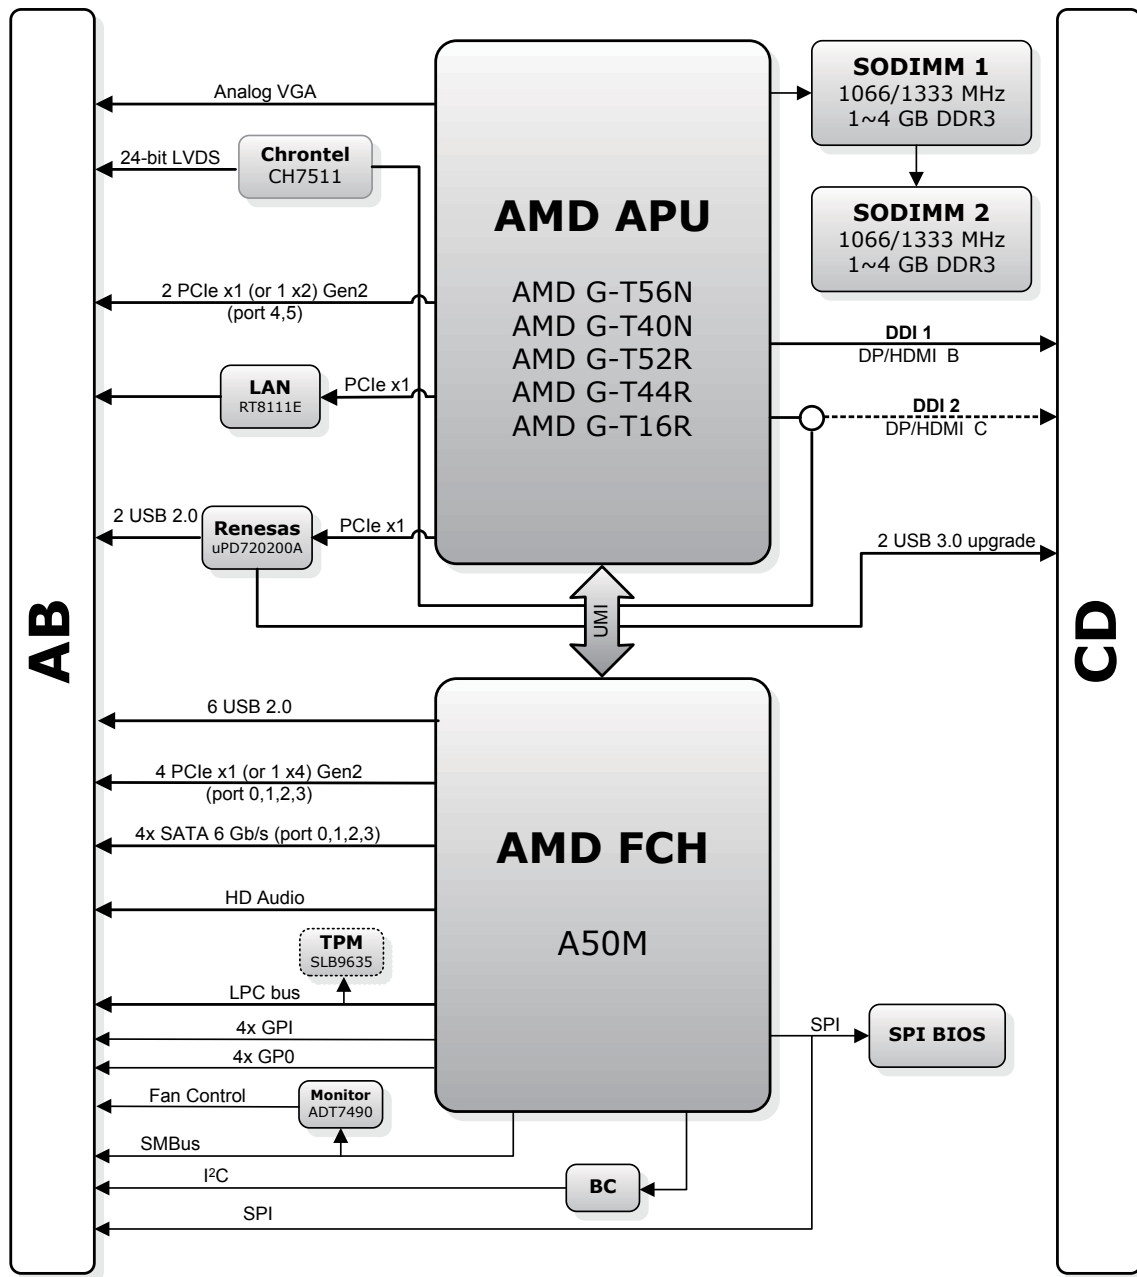 AB
Analog VGA
24-bit LVDS
Chrontel
CH7511
2 PCIe x1 (or 1 x2) Gen2
(port 4,5)
LAN
RT8111E
PCIe x1
2 USB 2.0
Renesas
uPD720200A
PCIe x1
AMD APU
AMD G-T56N
AMD G-T40N
AMD G-T52R
AMD G-T44R
AMD G-T16R
SODIMM 1
1066/1333 MHz
1~4 GB DDR3
SODIMM 2
1066/1333 MHz
1~4 GB DDR3
DDI 1
DP/HDMI B
DDI 2
DP/HDMI C
2 USB 3.0 upgrade
CD
UMI
6 USB 2.0
4 PCIe x1 (or 1 x4) Gen2
(port 0,1,2,3)
4x SATA 6 Gb/s (port 0,1,2,3)
HD Audio
TPM
SLB9635
LPC bus
4x GPI
4x GP0
Fan Control
Monitor
ADT7490
SMBus
I²C
BC
SPI
AMD FCH
A50M
SPI
SPI BIOS